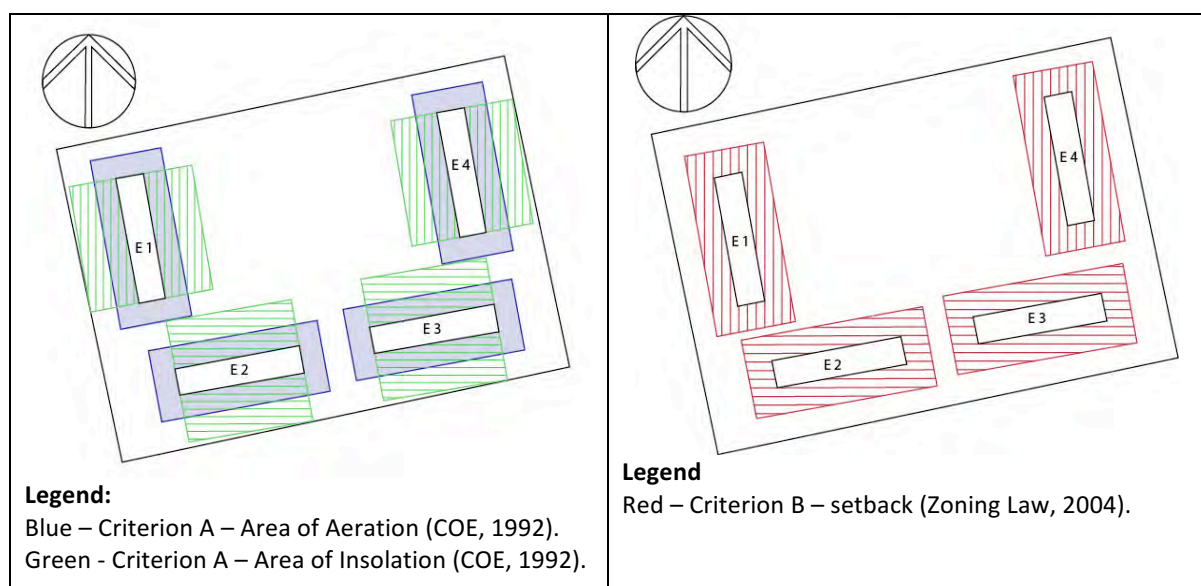 E 1
E 2
E 3
E 4
Legend:
Blue – Criterion A – Area of Aeration (COE, 1992).
Green - Criterion A – Area of Insolation (COE, 1992).
E 1
E 2
E 3
E 4
Legend
Red – Criterion B – setback (Zoning Law, 2004).